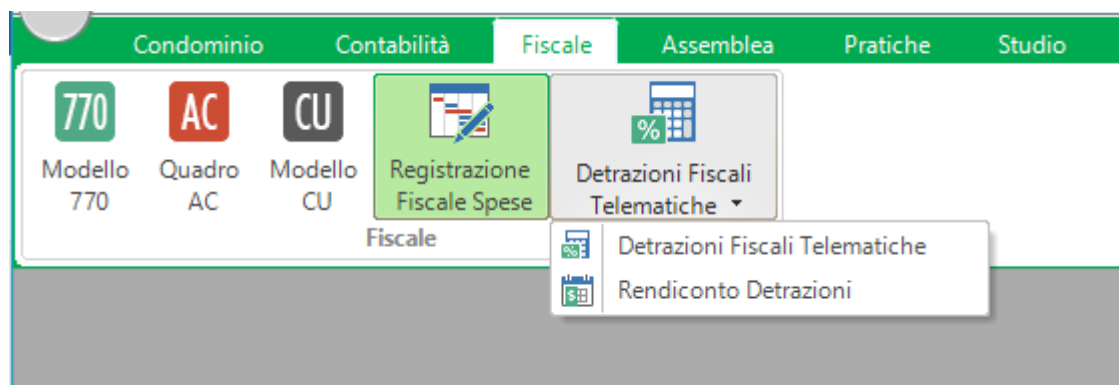 Condominio Contabilità Fiscale Assemblea Pratiche Studio
770 AC CU %
Modello Quadro Modello Registrazione Detrazioni Fiscali
770 AC CU Fiscale Spese Telematiche
Fiscale
% Detrazioni Fiscali Telematiche
$ Rendiconto Detrazioni